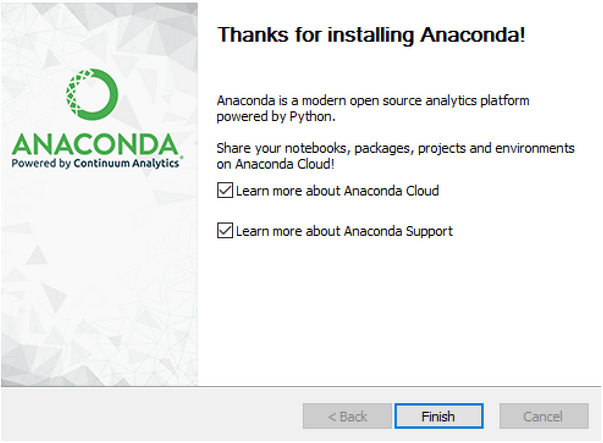 Thanks for installing Anaconda!
ANACONDA
Powered by Continuum Analytics
Anaconda is a modern open source analytics platform
powered by Python.
Share your notebooks, packages, projects and environments
on Anaconda Cloud!
Learn more about Anaconda Cloud
Learn more about Anaconda Support
< Back
Finish
Cancel